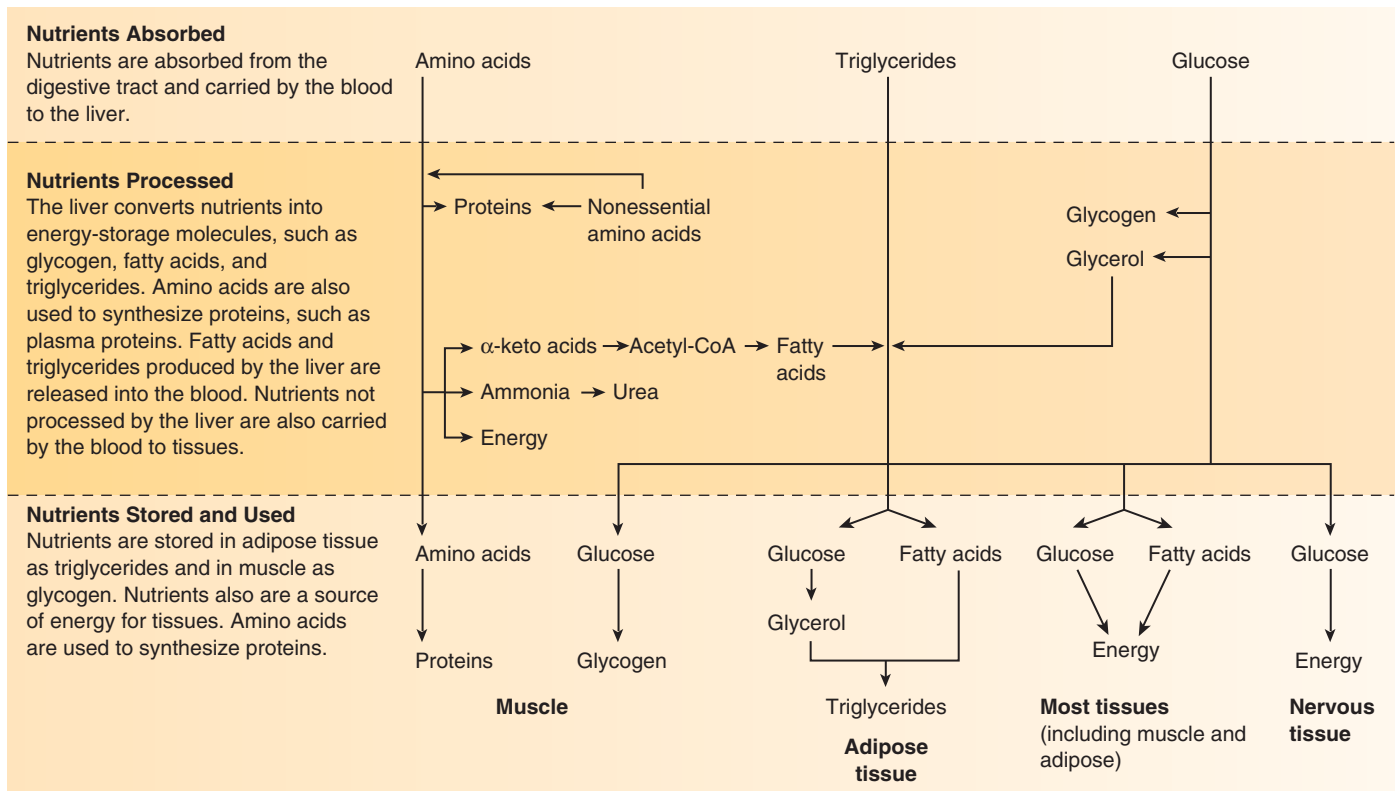 Nutrients Absorbed
Nutrients are absorbed from the
digestive tract and carried by the blood
to the liver.
Amino acids
Triglycerides
Glucose
Nutrients Processed
The liver converts nutrients into
energy-storage molecules, such as
glycogen, fatty acids, and
triglycerides. Amino acids are also
used to synthesize proteins, such as
plasma proteins. Fatty acids and
triglycerides produced by the liver are
released into the blood. Nutrients not
processed by the liver are also carried
by the blood to tissues.
Proteins
Nonessential
amino acids
Glycogen
Glycerol
α-keto acids
Acetyl-CoA
Fatty
acids
Ammonia
Urea
Energy
Nutrients Stored and Used
Nutrients are stored in adipose tissue
as triglycerides and in muscle as
glycogen. Nutrients also are a source
of energy for tissues. Amino acids
are used to synthesize proteins.
Amino acids
Glucose
Glucose
Fatty acids
Glucose
Fatty acids
Glucose
Glycerol
Proteins
Glycogen
Energy
Energy
Muscle
Triglycerides
Adipose
tissue
Most tissues
(including muscle and
adipose)
Nervous
tissue